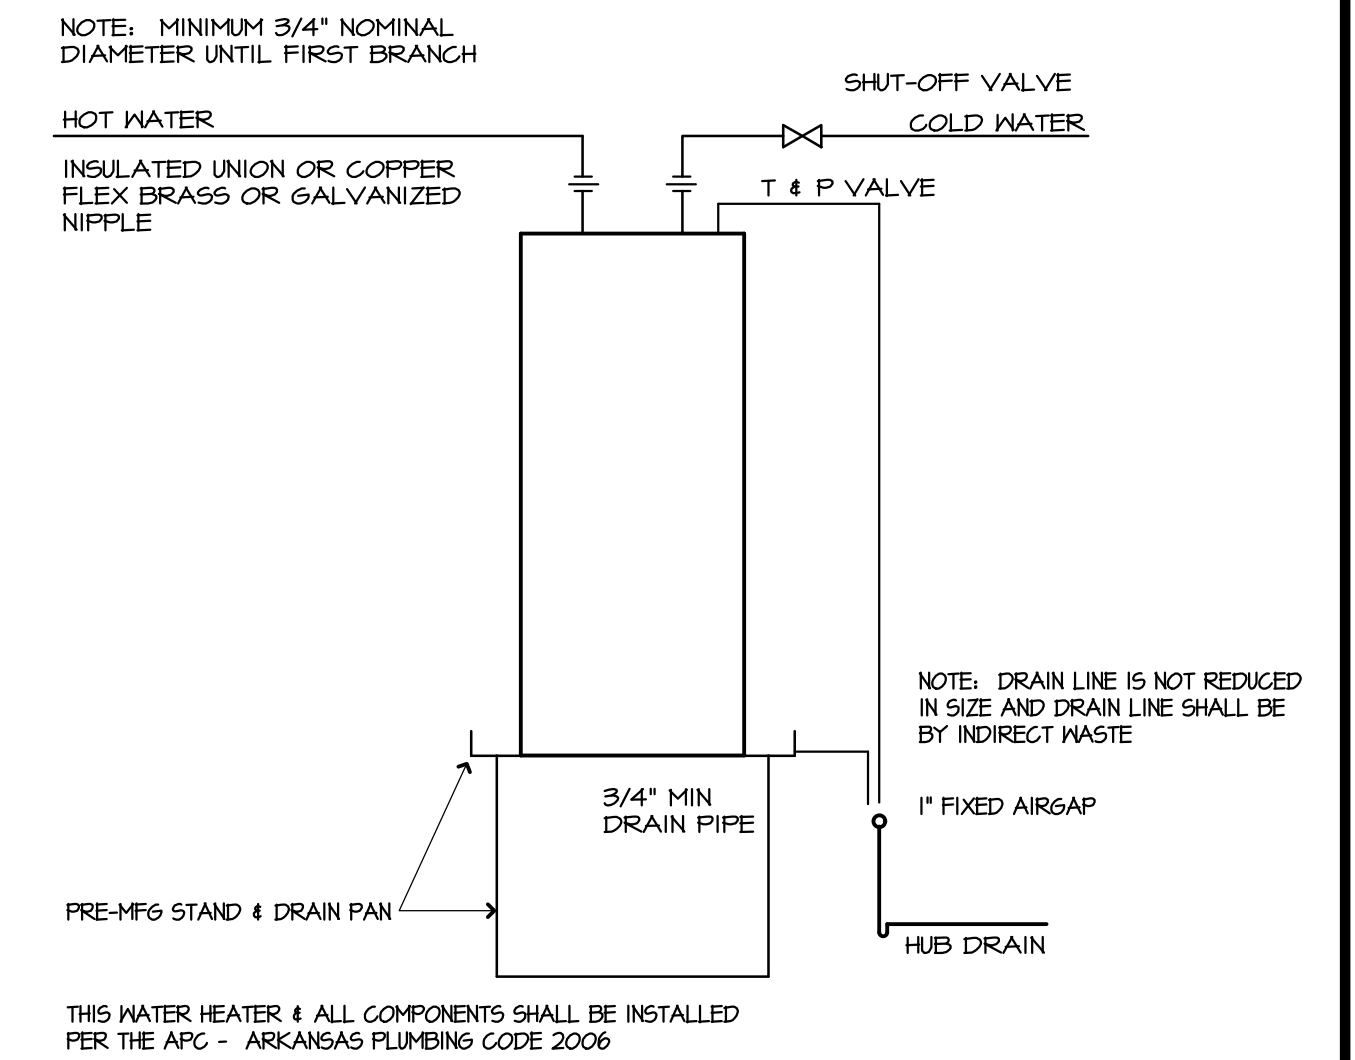 NOTE: MINIMUM 3/4" NOMINAL
DIAMETER UNTIL FIRST BRANCH
SHUT-OFF VALVE
HOT WATER
COLD WATER
INSULATED UNION OR COPPER
FLEX BRASS OR GALVANIZED
NIPPLE
T & P VALVE
NOTE: DRAIN LINE IS NOT REDUCED
IN SIZE AND DRAIN LINE SHALL BE
BY INDIRECT WASTE
3/4" MIN
DRAIN PIPE
1" FIXED AIRGAP
PRE-MFG STAND & DRAIN PAN
HUB DRAIN
THIS WATER HEATER & ALL COMPONENTS SHALL BE INSTALLED
PER THE APC - ARKANSAS PLUMBING CODE 2006